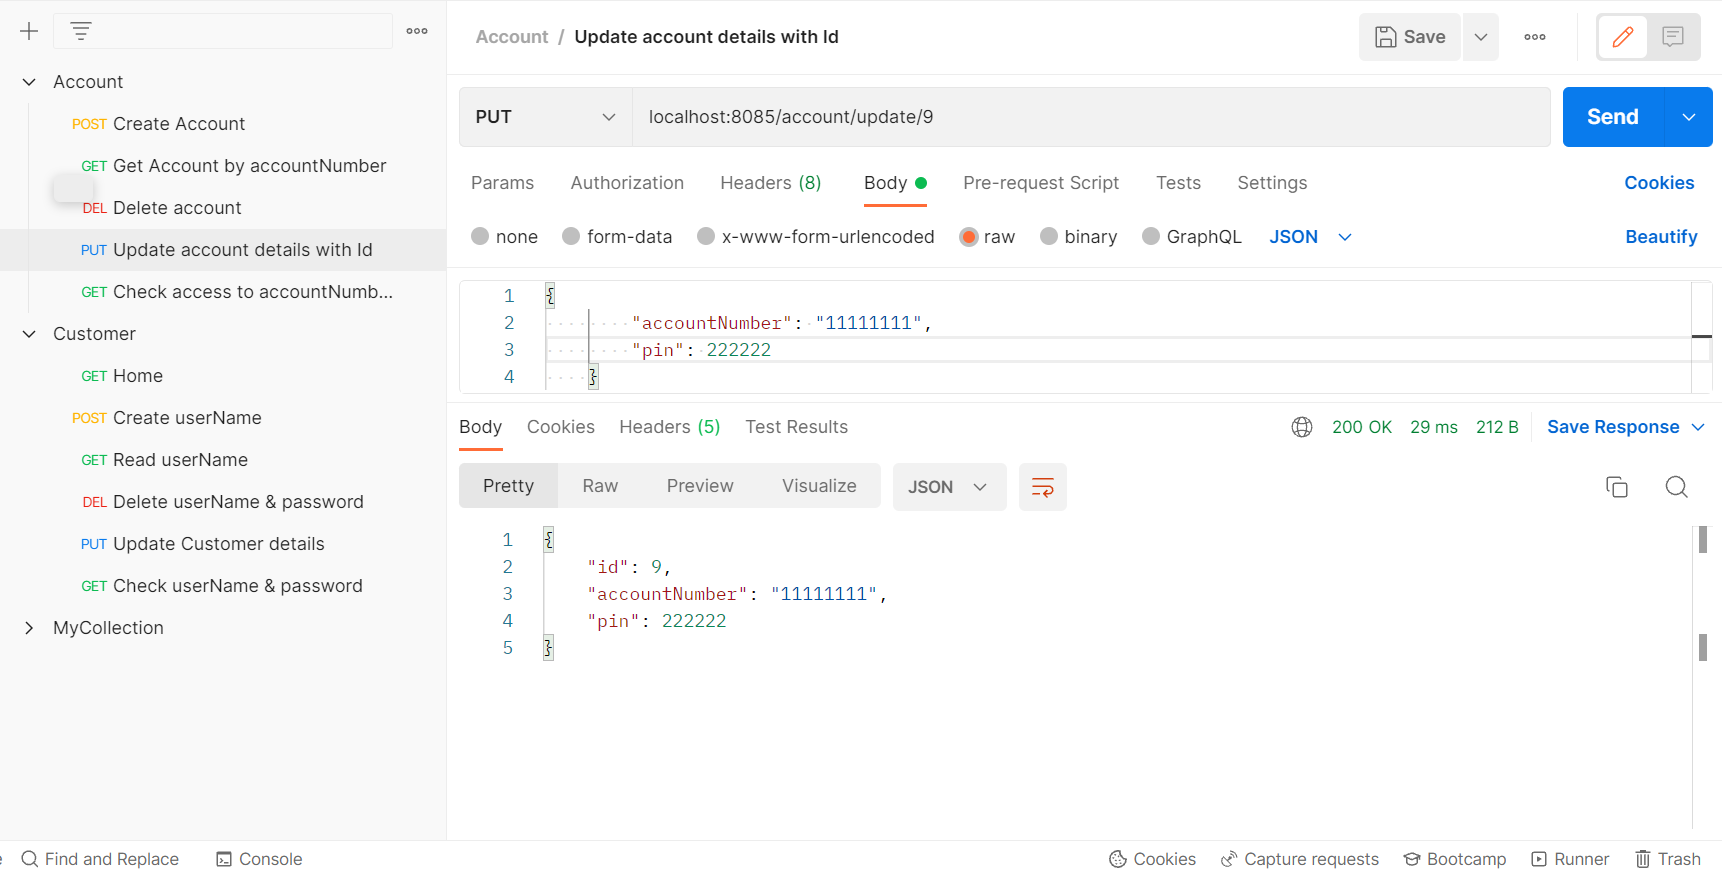 Account
POST Create Account
GET Get Account by accountNumber
DEL Delete account
PUT Update account details with Id
GET Check access to accountNumb...
Customer
GET Home
POST Create userName
GET Read userName
DEL Delete userName & password
PUT Update Customer details
GET Check userName & password
MyCollection
Account / Update account details with Id
Save
PUT localhost:8085/account/update/9 Send
Params Authorization Headers (8) Body Pre-request Script Tests Settings Cookies
none form-data x-www-form-urlencoded raw binary GraphQL JSON Beautify
1 {
2 "accountNumber": "11111111",
3 "pin": 222222
4 }
Body Cookies Headers (5) Test Results 200 OK 29 ms 212 B Save Response
Pretty Raw Preview Visualize JSON
1 {
2 "id": 9,
3 "accountNumber": "11111111",
4 "pin": 222222
5 }
Find and Replace Console Cookies Capture requests Bootcamp Runner Trash